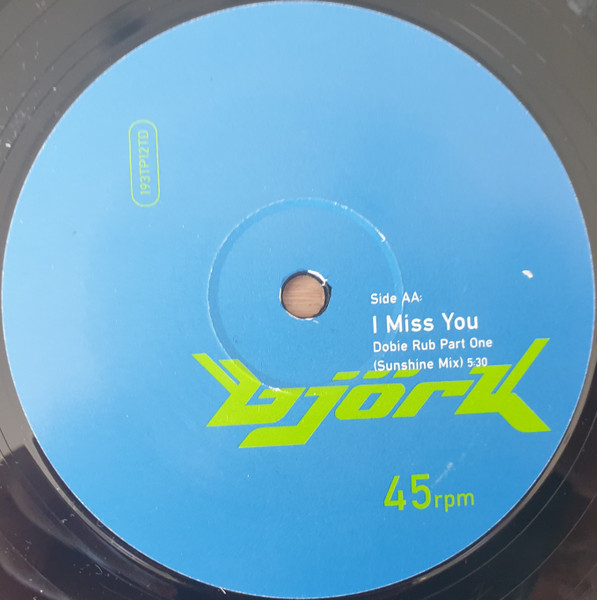 193TP12TD
Side AA:
I Miss You
Dobie Rub Part One
(Sunshine Mix) 5:30
björk
45rpm